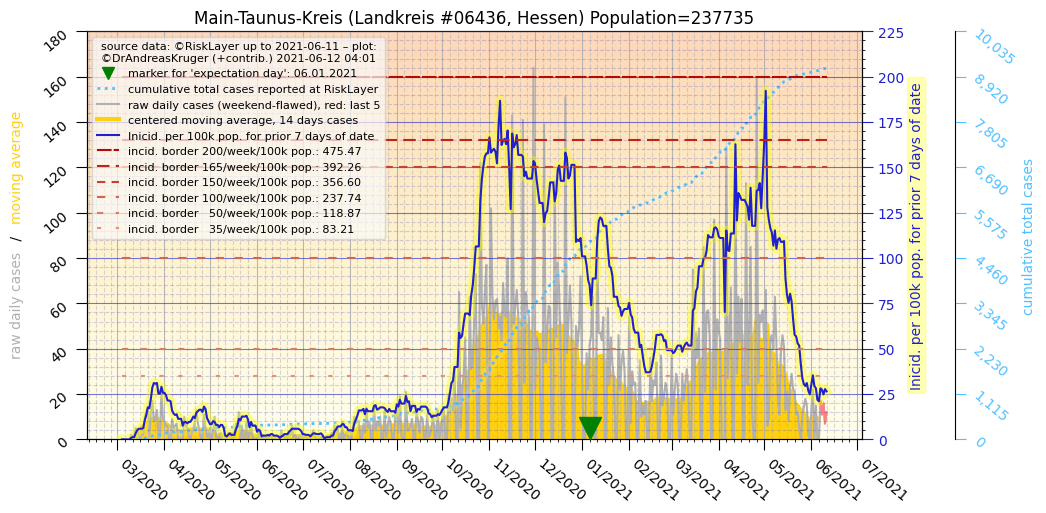 Main-Taunus-Kreis (Landkreis #06436, Hessen) Population=237735
source data: ©RiskLayer up to 2021-06-11 – plot:
©DrAndreasKruger (+contrib.) 2021-06-12 04:01
marker for 'expectation day': 06.01.2021
cumulative total cases reported at RiskLayer
raw daily cases (weekend-flawed), red: last 5
centered moving average, 14 days cases
Inicid. per 100k pop. for prior 7 days of date
incid. border 200/week/100k pop.: 475.47
incid. border 165/week/100k pop.: 392.26
incid. border 150/week/100k pop.: 356.60
incid. border 100/week/100k pop.: 237.74
incid. border   50/week/100k pop.: 118.87
incid. border   35/week/100k pop.: 83.21
raw daily cases  /  moving average
180
160
140
120
100
80
60
40
20
0
225
200
175
150
125
100
75
50
25
0
Inicid. per 100k pop. for prior 7 days of date
10,035
8,920
7,805
6,690
5,575
4,460
3,345
2,230
1,115
0
cumulative total cases
03/2020
04/2020
05/2020
06/2020
07/2020
08/2020
09/2020
10/2020
11/2020
12/2020
01/2021
02/2021
03/2021
04/2021
05/2021
06/2021
07/2021